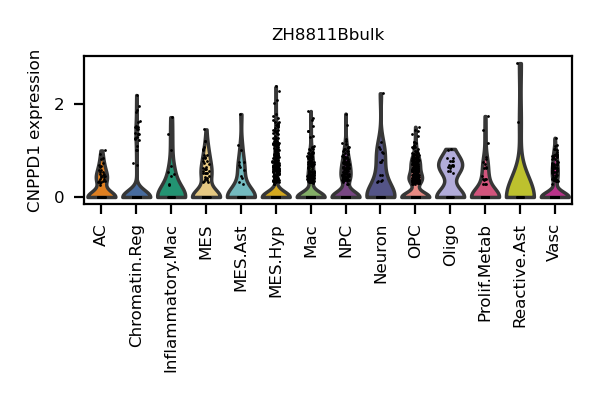 ZH8811Bbulk
CNPPD1 expression
2
0
AC
Chromatin.Reg
Inflammatory.Mac
MES
MES.Ast
MES.Hyp
Mac
NPC
Neuron
OPC
Oligo
Prolif.Metab
Reactive.Ast
Vasc